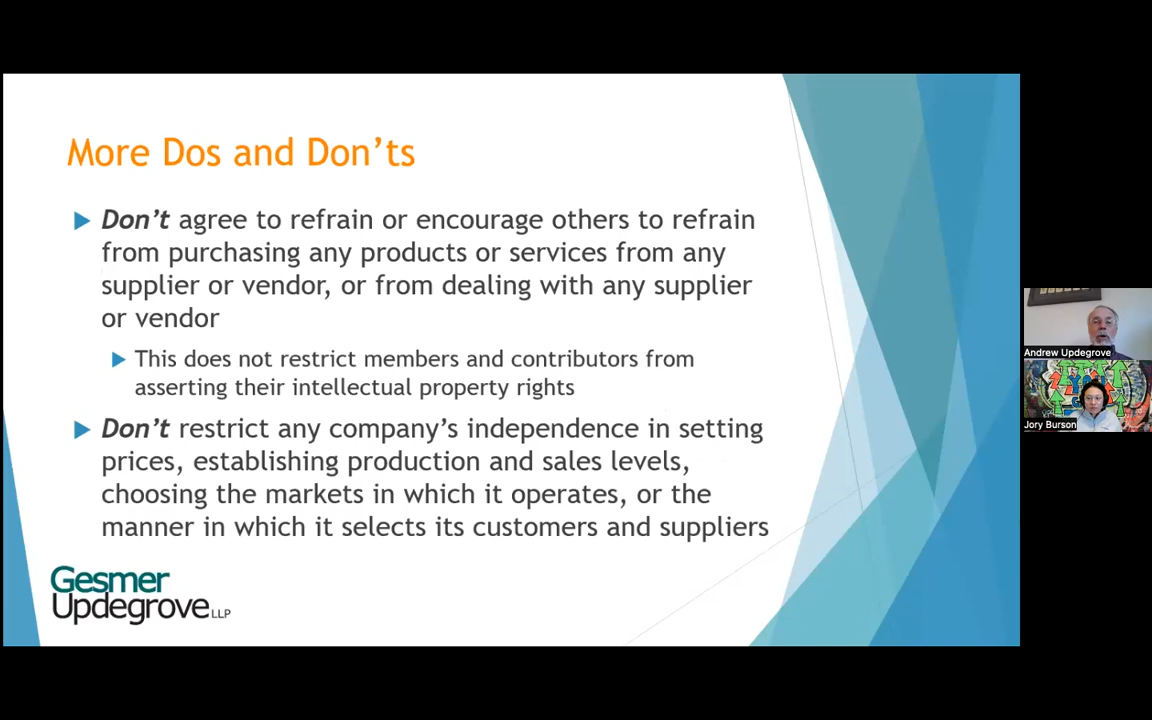 More Dos and Don’ts
Don’t agree to refrain or encourage others to refrain
from purchasing any products or services from any
supplier or vendor, or from dealing with any supplier
or vendor
This does not restrict members and contributors from
asserting their intellectual property rights
Don’t restrict any company’s independence in setting
prices, establishing production and sales levels,
choosing the markets in which it operates, or the
manner in which it selects its customers and suppliers
Gesmer
Updegrove LLP
Andrew Updegrove
Jory Burson